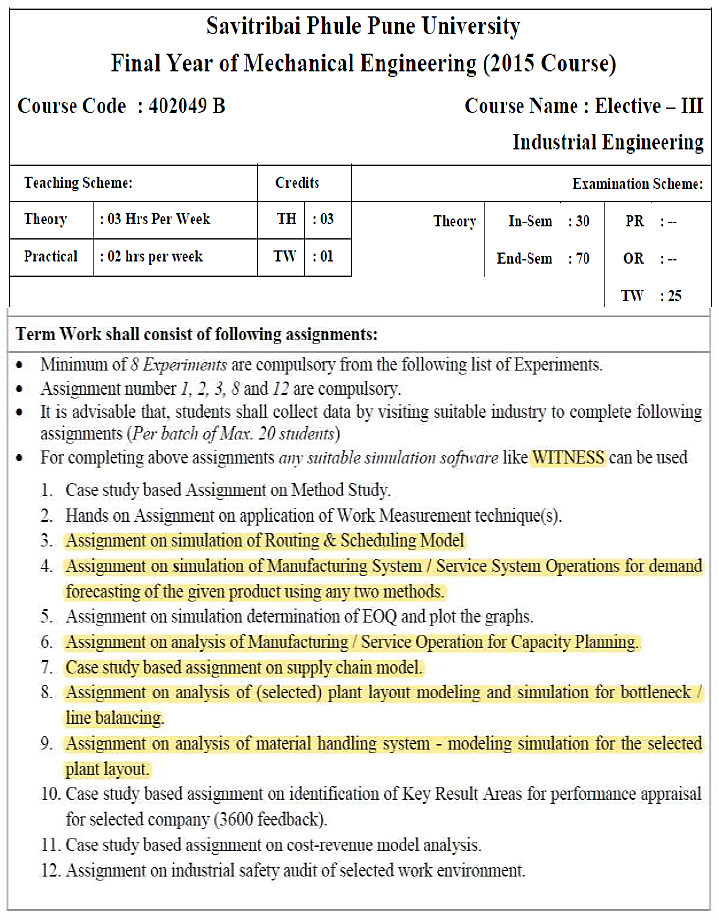 Savitribai Phule Pune University
Final Year of Mechanical Engineering (2015 Course)
Course Code : 402049 B Course Name : Elective – III
Industrial Engineering
Teaching Scheme: Credits Examination Scheme:
Theory : 03 Hrs Per Week TH : 03 Theory In-Sem : 30 PR : --
Practical : 02 hrs per week TW : 01 End-Sem : 70 OR : --
TW : 25
Term Work shall consist of following assignments:
• Minimum of 8 Experiments are compulsory from the following list of Experiments.
• Assignment number 1, 2, 3, 8 and 12 are compulsory.
• It is advisable that, students shall collect data by visiting suitable industry to complete following
assignments (Per batch of Max. 20 students)
• For completing above assignments any suitable simulation software like WITNESS can be used
1. Case study based Assignment on Method Study.
2. Hands on Assignment on application of Work Measurement technique(s).
3. Assignment on simulation of Routing & Scheduling Model
4. Assignment on simulation of Manufacturing System / Service System Operations for demand
forecasting of the given product using any two methods.
5. Assignment on simulation determination of EOQ and plot the graphs.
6. Assignment on analysis of Manufacturing / Service Operation for Capacity Planning.
7. Case study based assignment on supply chain model.
8. Assignment on analysis of (selected) plant layout modeling and simulation for bottleneck /
line balancing.
9. Assignment on analysis of material handling system - modeling simulation for the selected
plant layout.
10. Case study based assignment on identification of Key Result Areas for performance appraisal
for selected company (3600 feedback).
11. Case study based assignment on cost-revenue model analysis.
12. Assignment on industrial safety audit of selected work environment.